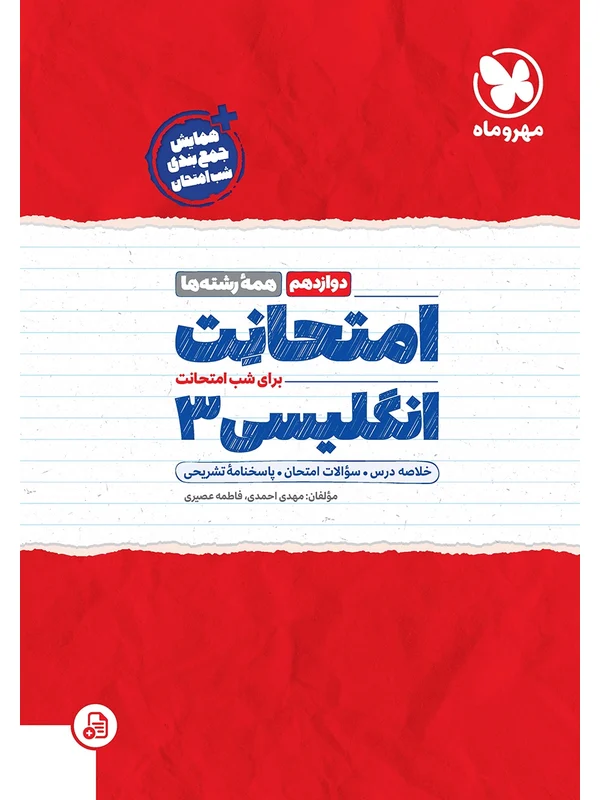 مهروماه
همایش
جمع‌بندی
شب امتحان
دوازدهم همهٔ رشته‌ها
امتحانِت
برای شب امتحانت
انگلیسی ۳
خلاصه درس • سؤالات امتحان • پاسخنامهٔ تشریحی
مؤلفان: مهدی احمدی، فاطمه عصیری